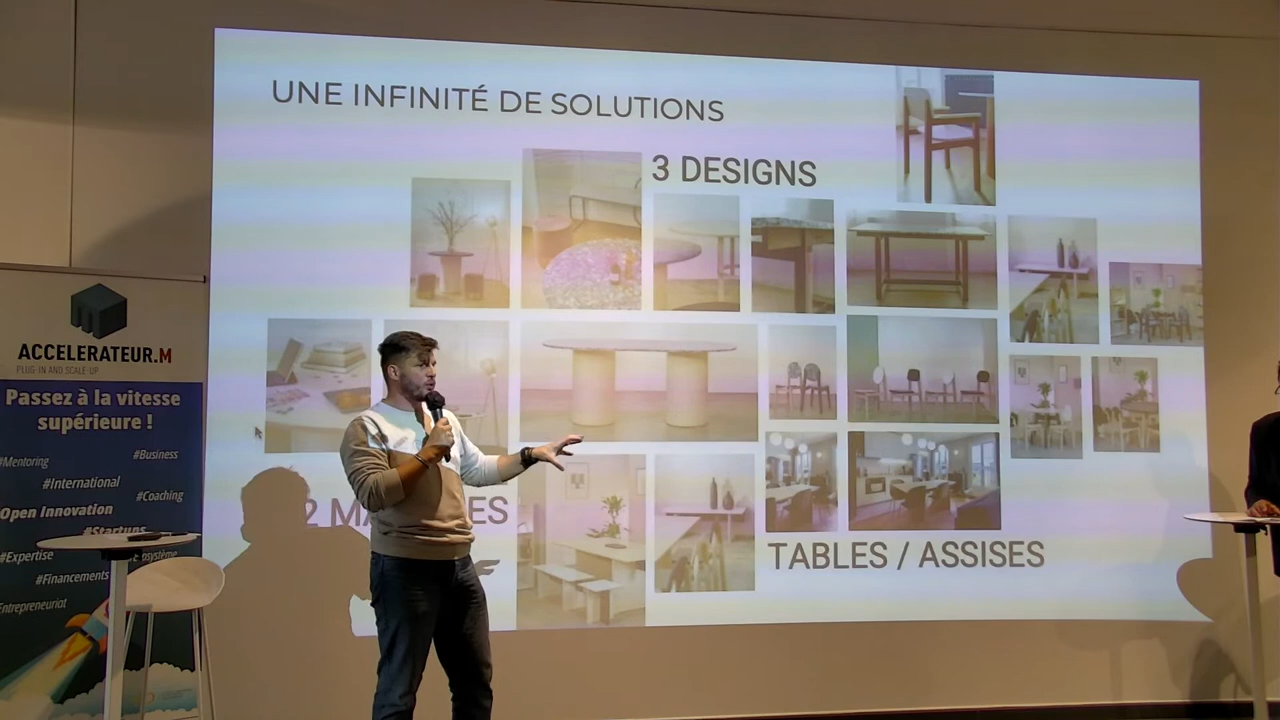 UNE INFINITÉ DE SOLUTIONS
3 DESIGNS
TABLES / ASSISES
ACCELERATEUR.M
PLUG-IN AND SCALE-UP
Passez à la vitesse
supérieure !
#Mentoring
#Business
#International
#Coaching
Open Innovation
#Startups
#Expertise
#Financements
Entrepreneuriat